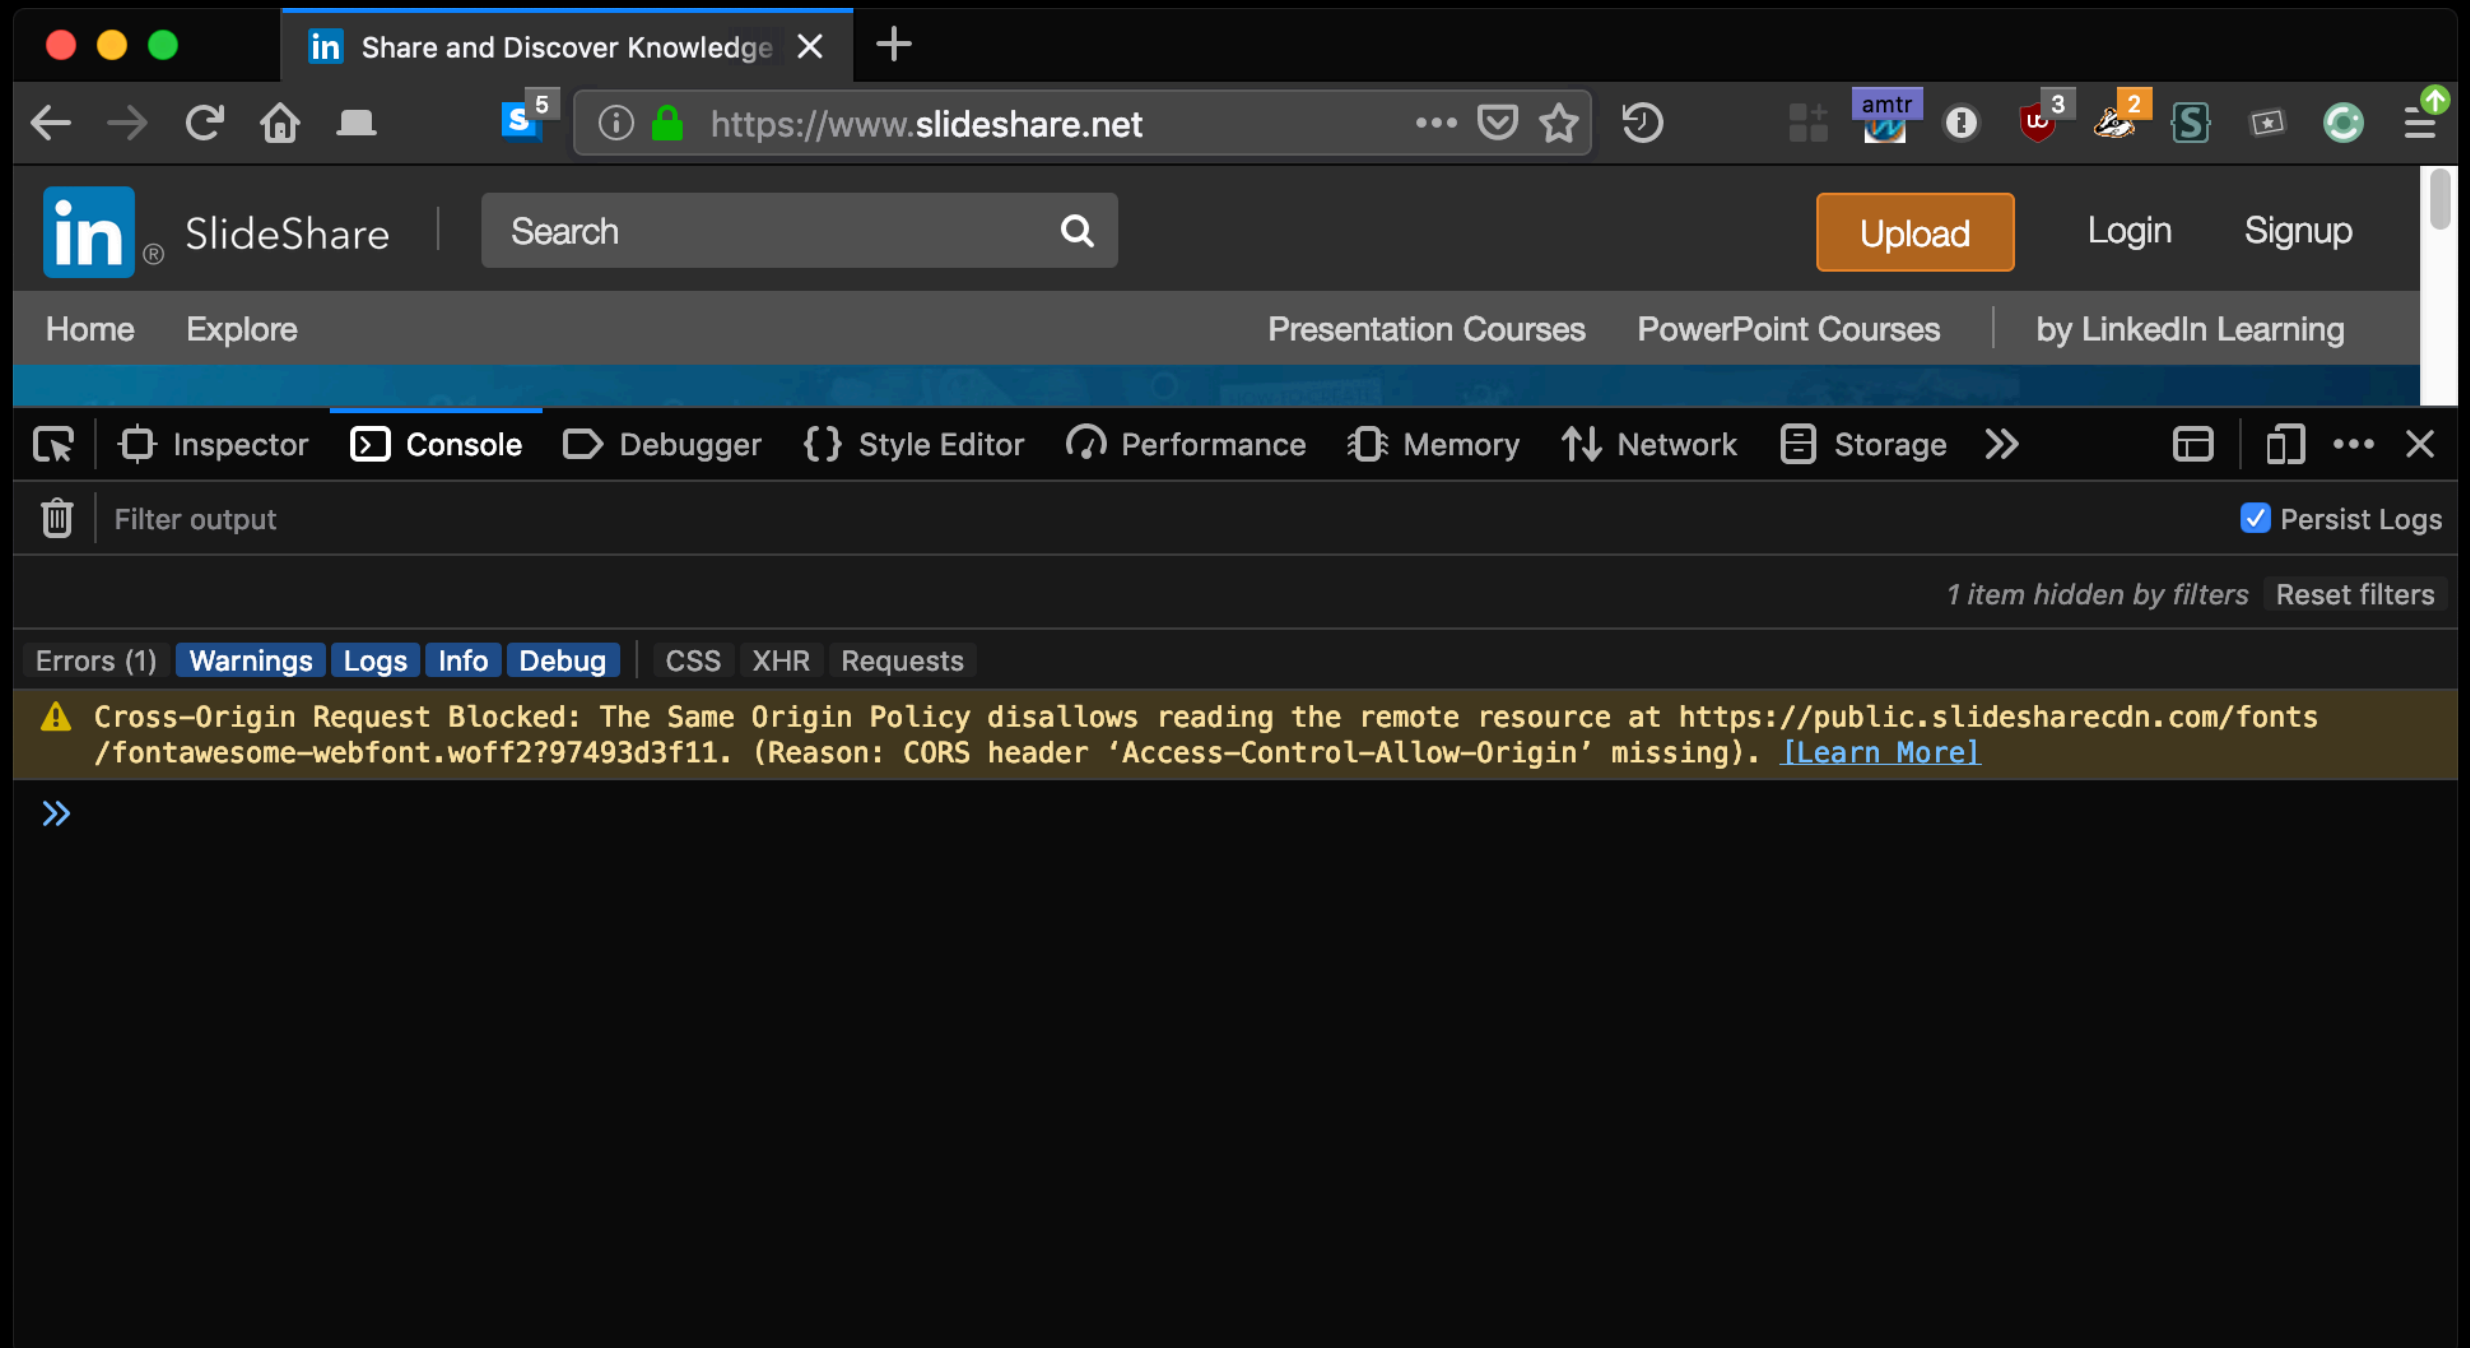 in Share and Discover Knowledge
S 5 https://www.slideshare.net amtr 3 2 S
in ® SlideShare Search Upload Login Signup
Home Explore Presentation Courses PowerPoint Courses by LinkedIn Learning
HOW-TO-CREATE
Inspector Console Debugger {} Style Editor Performance Memory Network Storage
Filter output Persist Logs
1 item hidden by filters Reset filters
Errors (1) Warnings Logs Info Debug CSS XHR Requests
Cross-Origin Request Blocked: The Same Origin Policy disallows reading the remote resource at https://public.slidesharecdn.com/fonts
/fontawesome-webfont.woff2?97493d3f11. (Reason: CORS header ‘Access-Control-Allow-Origin’ missing). [Learn More]